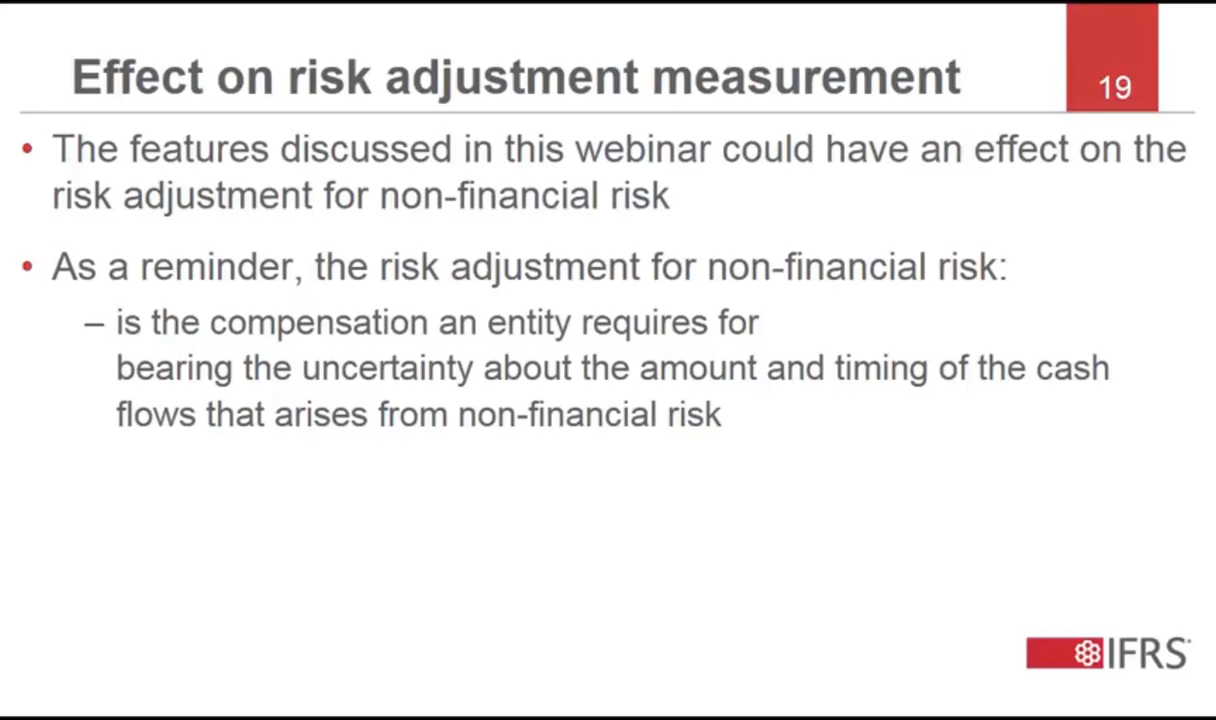 Effect on risk adjustment measurement
19
• The features discussed in this webinar could have an effect on the
risk adjustment for non-financial risk
• As a reminder, the risk adjustment for non-financial risk:
– is the compensation an entity requires for
bearing the uncertainty about the amount and timing of the cash
flows that arises from non-financial risk
IFRS